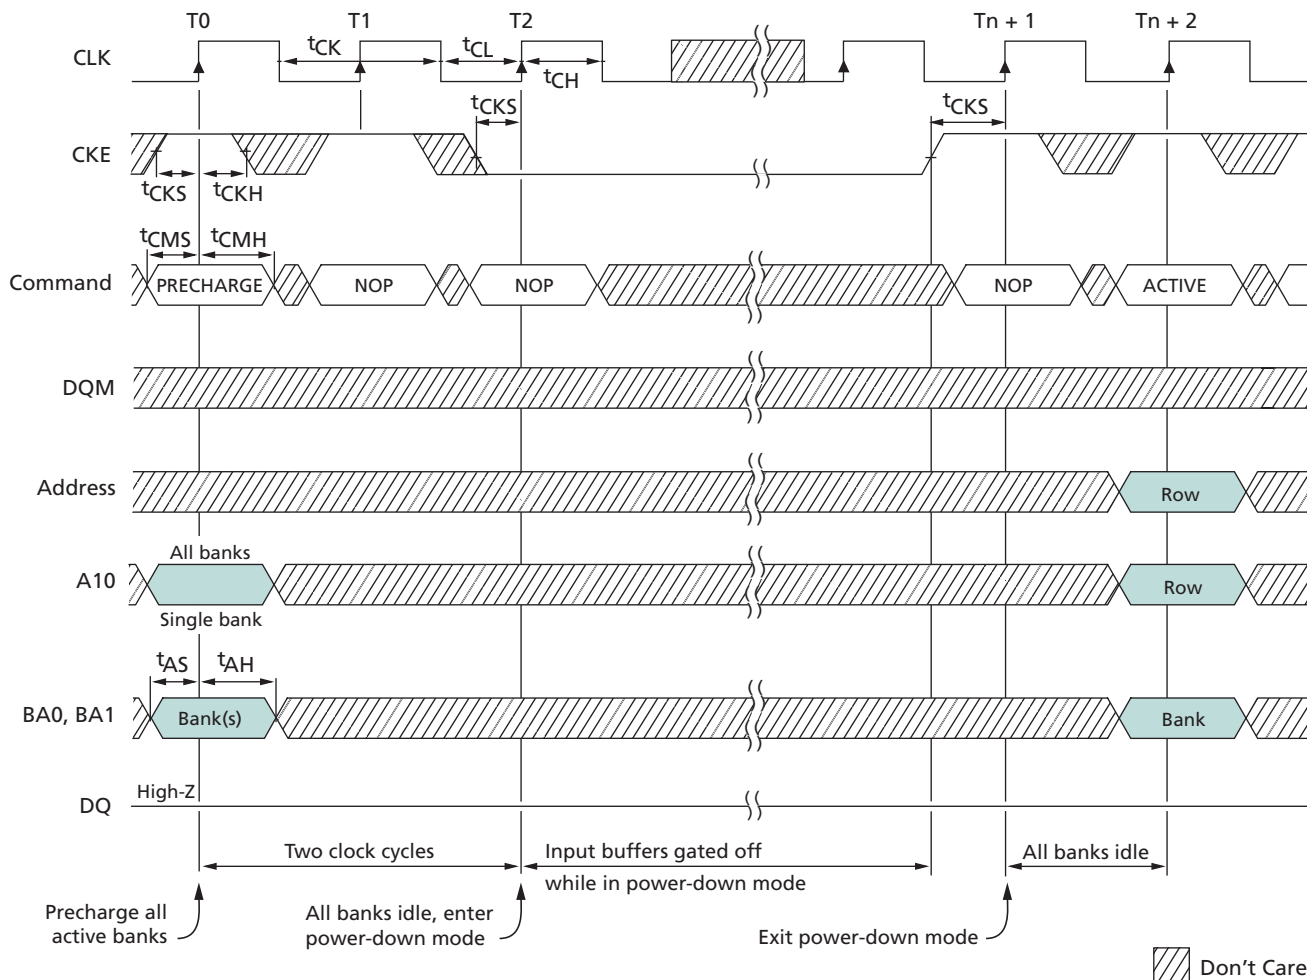 T0 T1 T2 Tn + 1 Tn + 2
CLK
tCK tCL
tCH
tCKS tCKS
CKE
tCKS tCKH
tCMS tCMH
Command PRECHARGE NOP NOP NOP ACTIVE
DQM
Address Row
All banks
A10 Row
Single bank
tAS tAH
BA0, BA1 Bank(s) Bank
High-Z
DQ
Two clock cycles
Input buffers gated off
while in power-down mode
All banks idle
Precharge all
active banks
All banks idle, enter
power-down mode
Exit power-down mode
Don't Care